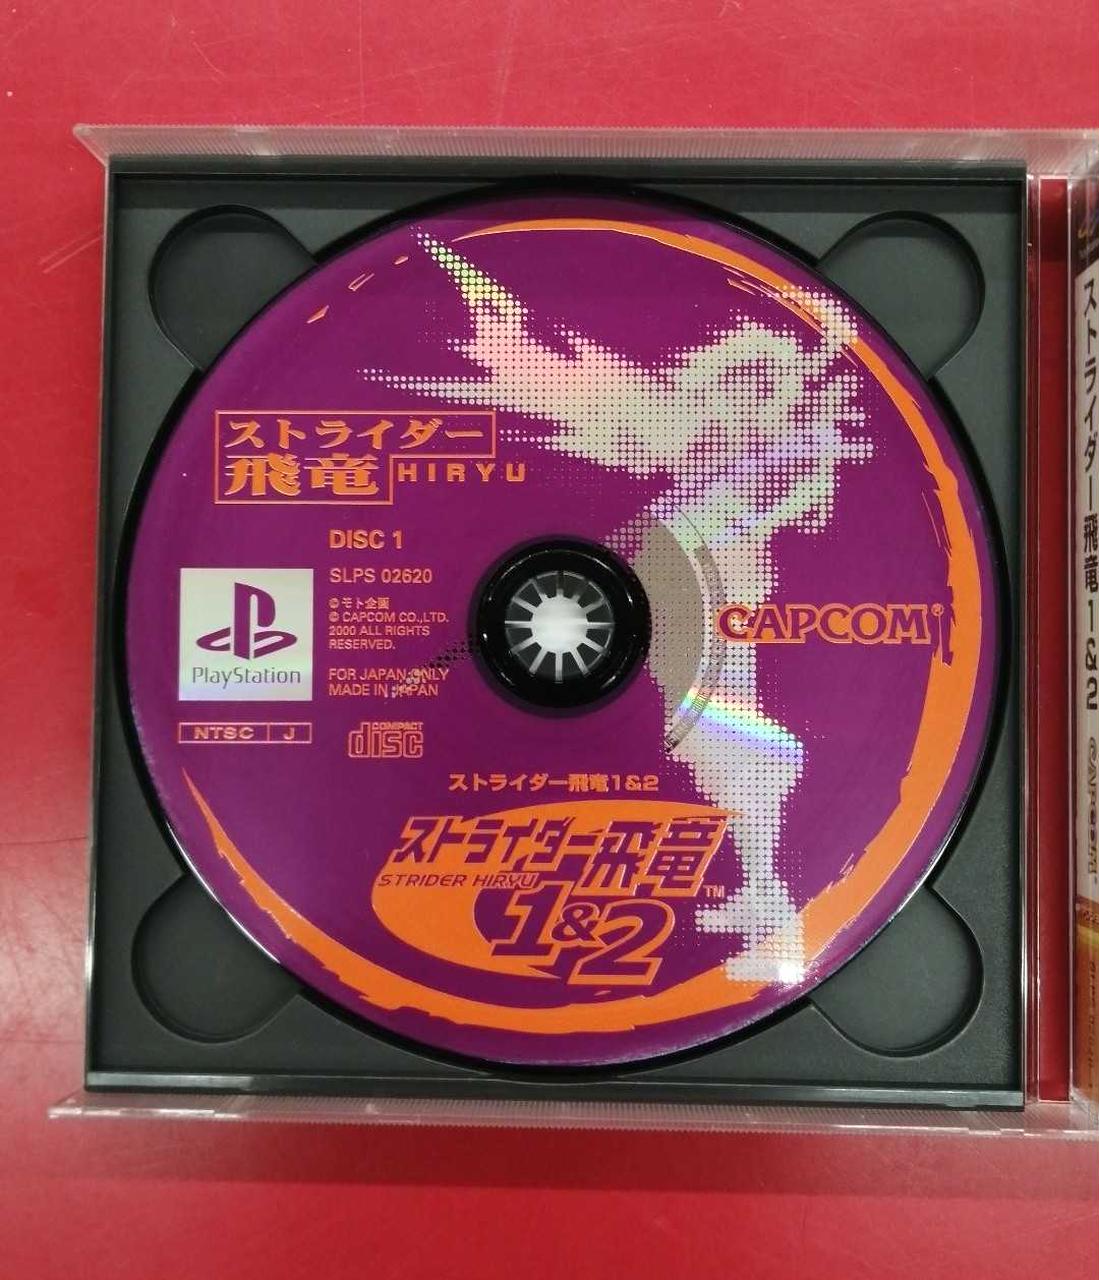 ストライダー
飛竜 HIRYU
DISC 1
SLPS 02620
©モト企画
© CAPCOM CO.,LTD.
2000 ALL RIGHTS
RESERVED.
FOR JAPAN ONLY
MADE IN JAPAN
PlayStation
NTSC J
COMPACT
disc
CAPCOM
ストライダー飛竜1&2
ストライダー飛竜
STRIDER HIRYU
TM
1&2
ストライダー飛竜1&2